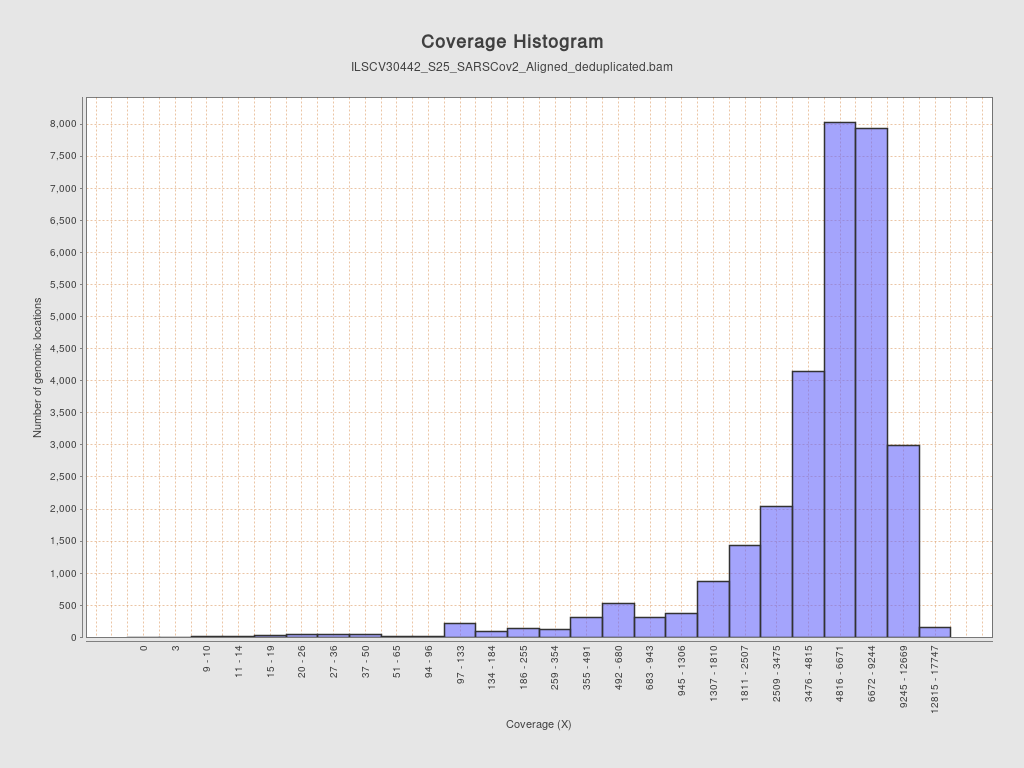 Coverage Histogram
ILSCV30442_S25_SARSCov2_Aligned_deduplicated.bam
Number of genomic locations
8,000
7,500
7,000
6,500
6,000
5,500
5,000
4,500
4,000
3,500
3,000
2,500
2,000
1,500
1,000
500
0
0
3
9 - 10
11 - 14
15 - 19
20 - 26
27 - 36
37 - 50
51 - 65
94 - 96
97 - 133
134 - 184
186 - 255
259 - 354
355 - 491
492 - 680
683 - 943
945 - 1306
1307 - 1810
1811 - 2507
2509 - 3475
3476 - 4815
4816 - 6671
6672 - 9244
9245 - 12669
12815 - 17747
Coverage (X)